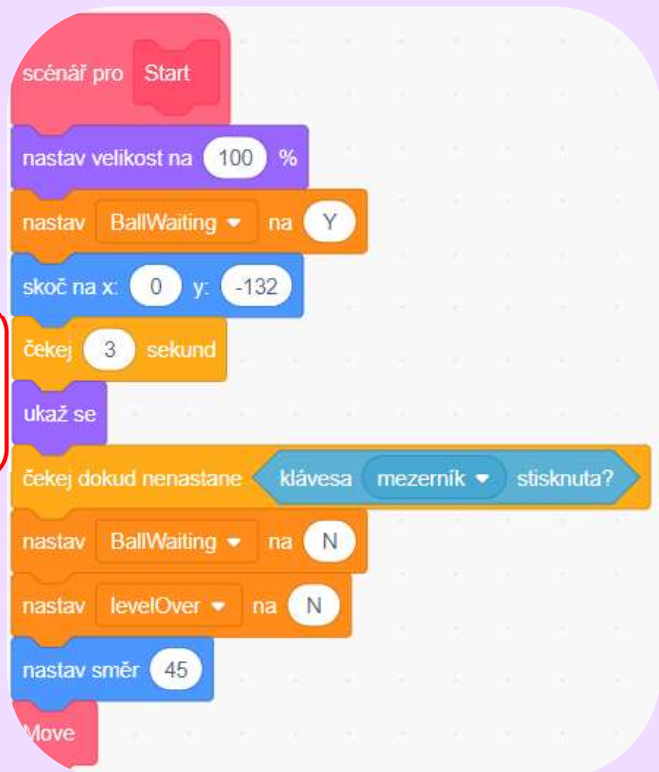 scénář pro Start
nastav velikost na 100 %
nastav BallWaiting na Y
skoč na x: 0 y: -132
čekej 3 sekund
ukaž se
čekej dokud nenastane klávesa mezerník stisknuta?
nastav BallWaiting na N
nastav levelOver na N
nastav směr 45
Move